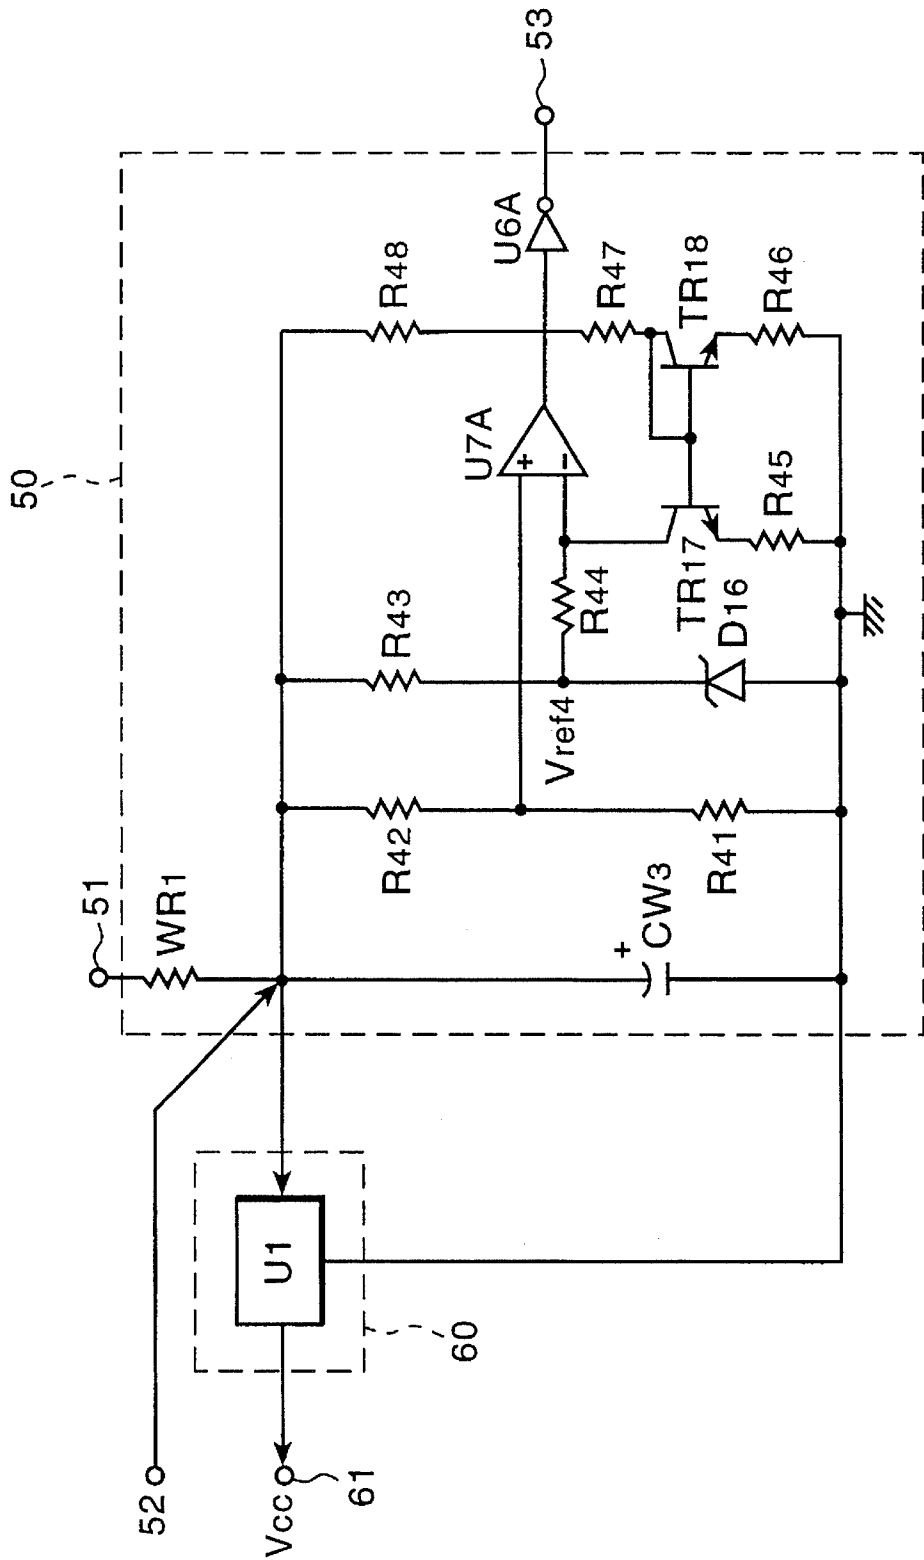 50
51
WR1
52
Vcc
61
U1
60
CW3
+
R42
R41
R43
Vref4
R44
D16
U7A
+
−
TR17
R45
R48
R47
TR18
R46
U6A
53